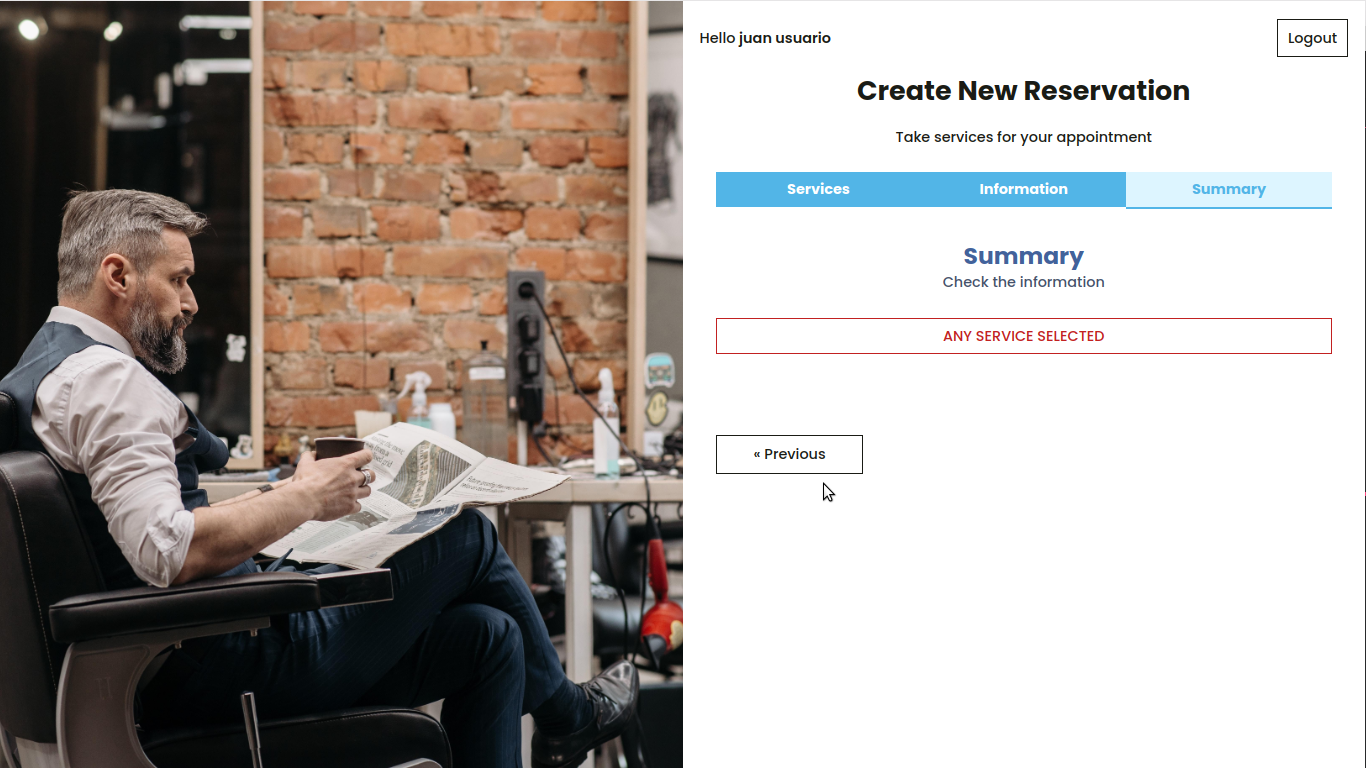 Hello juan usuario
Logout
Create New Reservation
Take services for your appointment
Services
Information
Summary
Summary
Check the information
ANY SERVICE SELECTED
« Previous